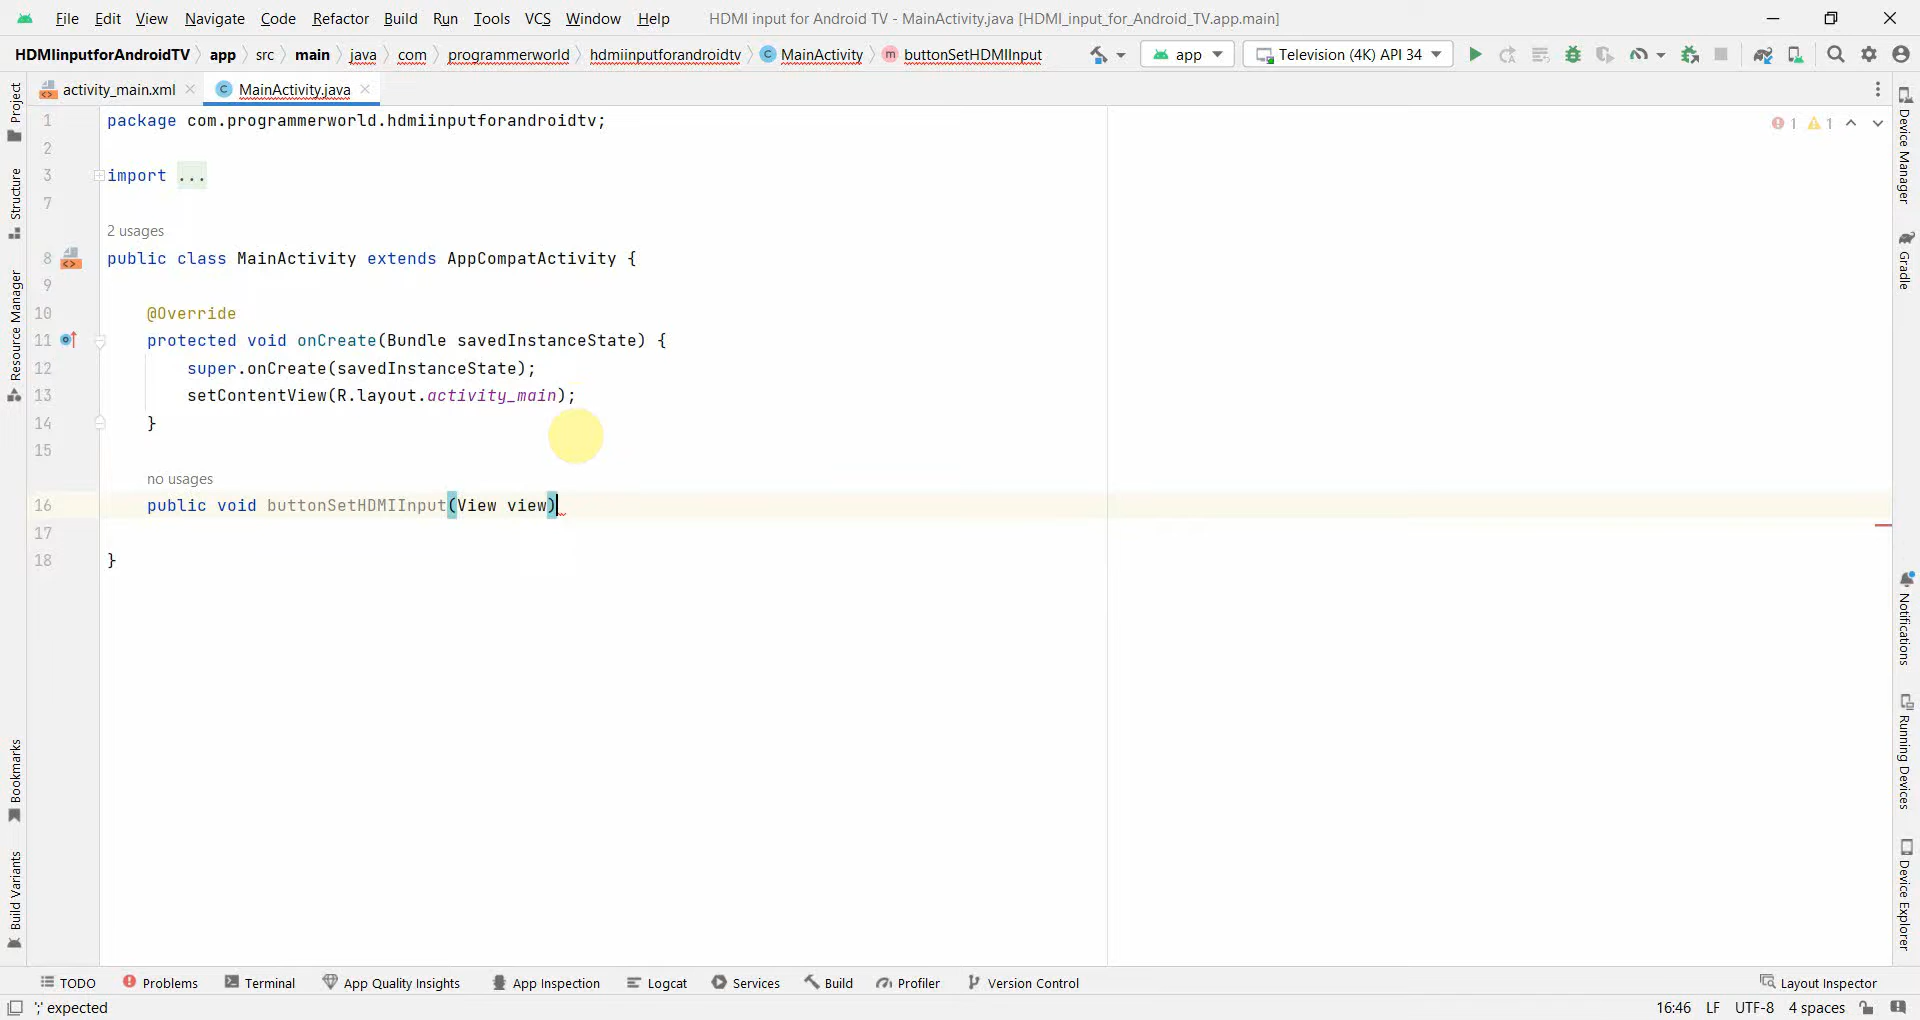 File Edit View Navigate Code Refactor Build Run Tools VCS Window Help HDMI input for Android TV - MainActivity.java [HDMI_input_for_Android_TV.app.main]
HDMIinputforAndroidTV app src main java com programmerworld hdmiinputforandroidtv C MainActivity m buttonSetHDMIInput app Television (4K) API 34
activity_main.xml C MainActivity.java
Project
Structure
Resource Manager
Bookmarks
Build Variants
1 package com.programmerworld.hdmiinputforandroidtv;
2
3 import ...
7
2 usages
8 public class MainActivity extends AppCompatActivity {
9
10 @Override
11 protected void onCreate(Bundle savedInstanceState) {
12 super.onCreate(savedInstanceState);
13 setContentView(R.layout.activity_main);
14 }
15
no usages
16 public void buttonSetHDMIInput(View view)
17
18 }
1 1
Device Manager
Gradle
Notifications
Running Devices
Device Explorer
TODO Problems Terminal App Quality Insights App Inspection Logcat Services Build Profiler Version Control Layout Inspector
';' expected 16:46 LF UTF-8 4 spaces